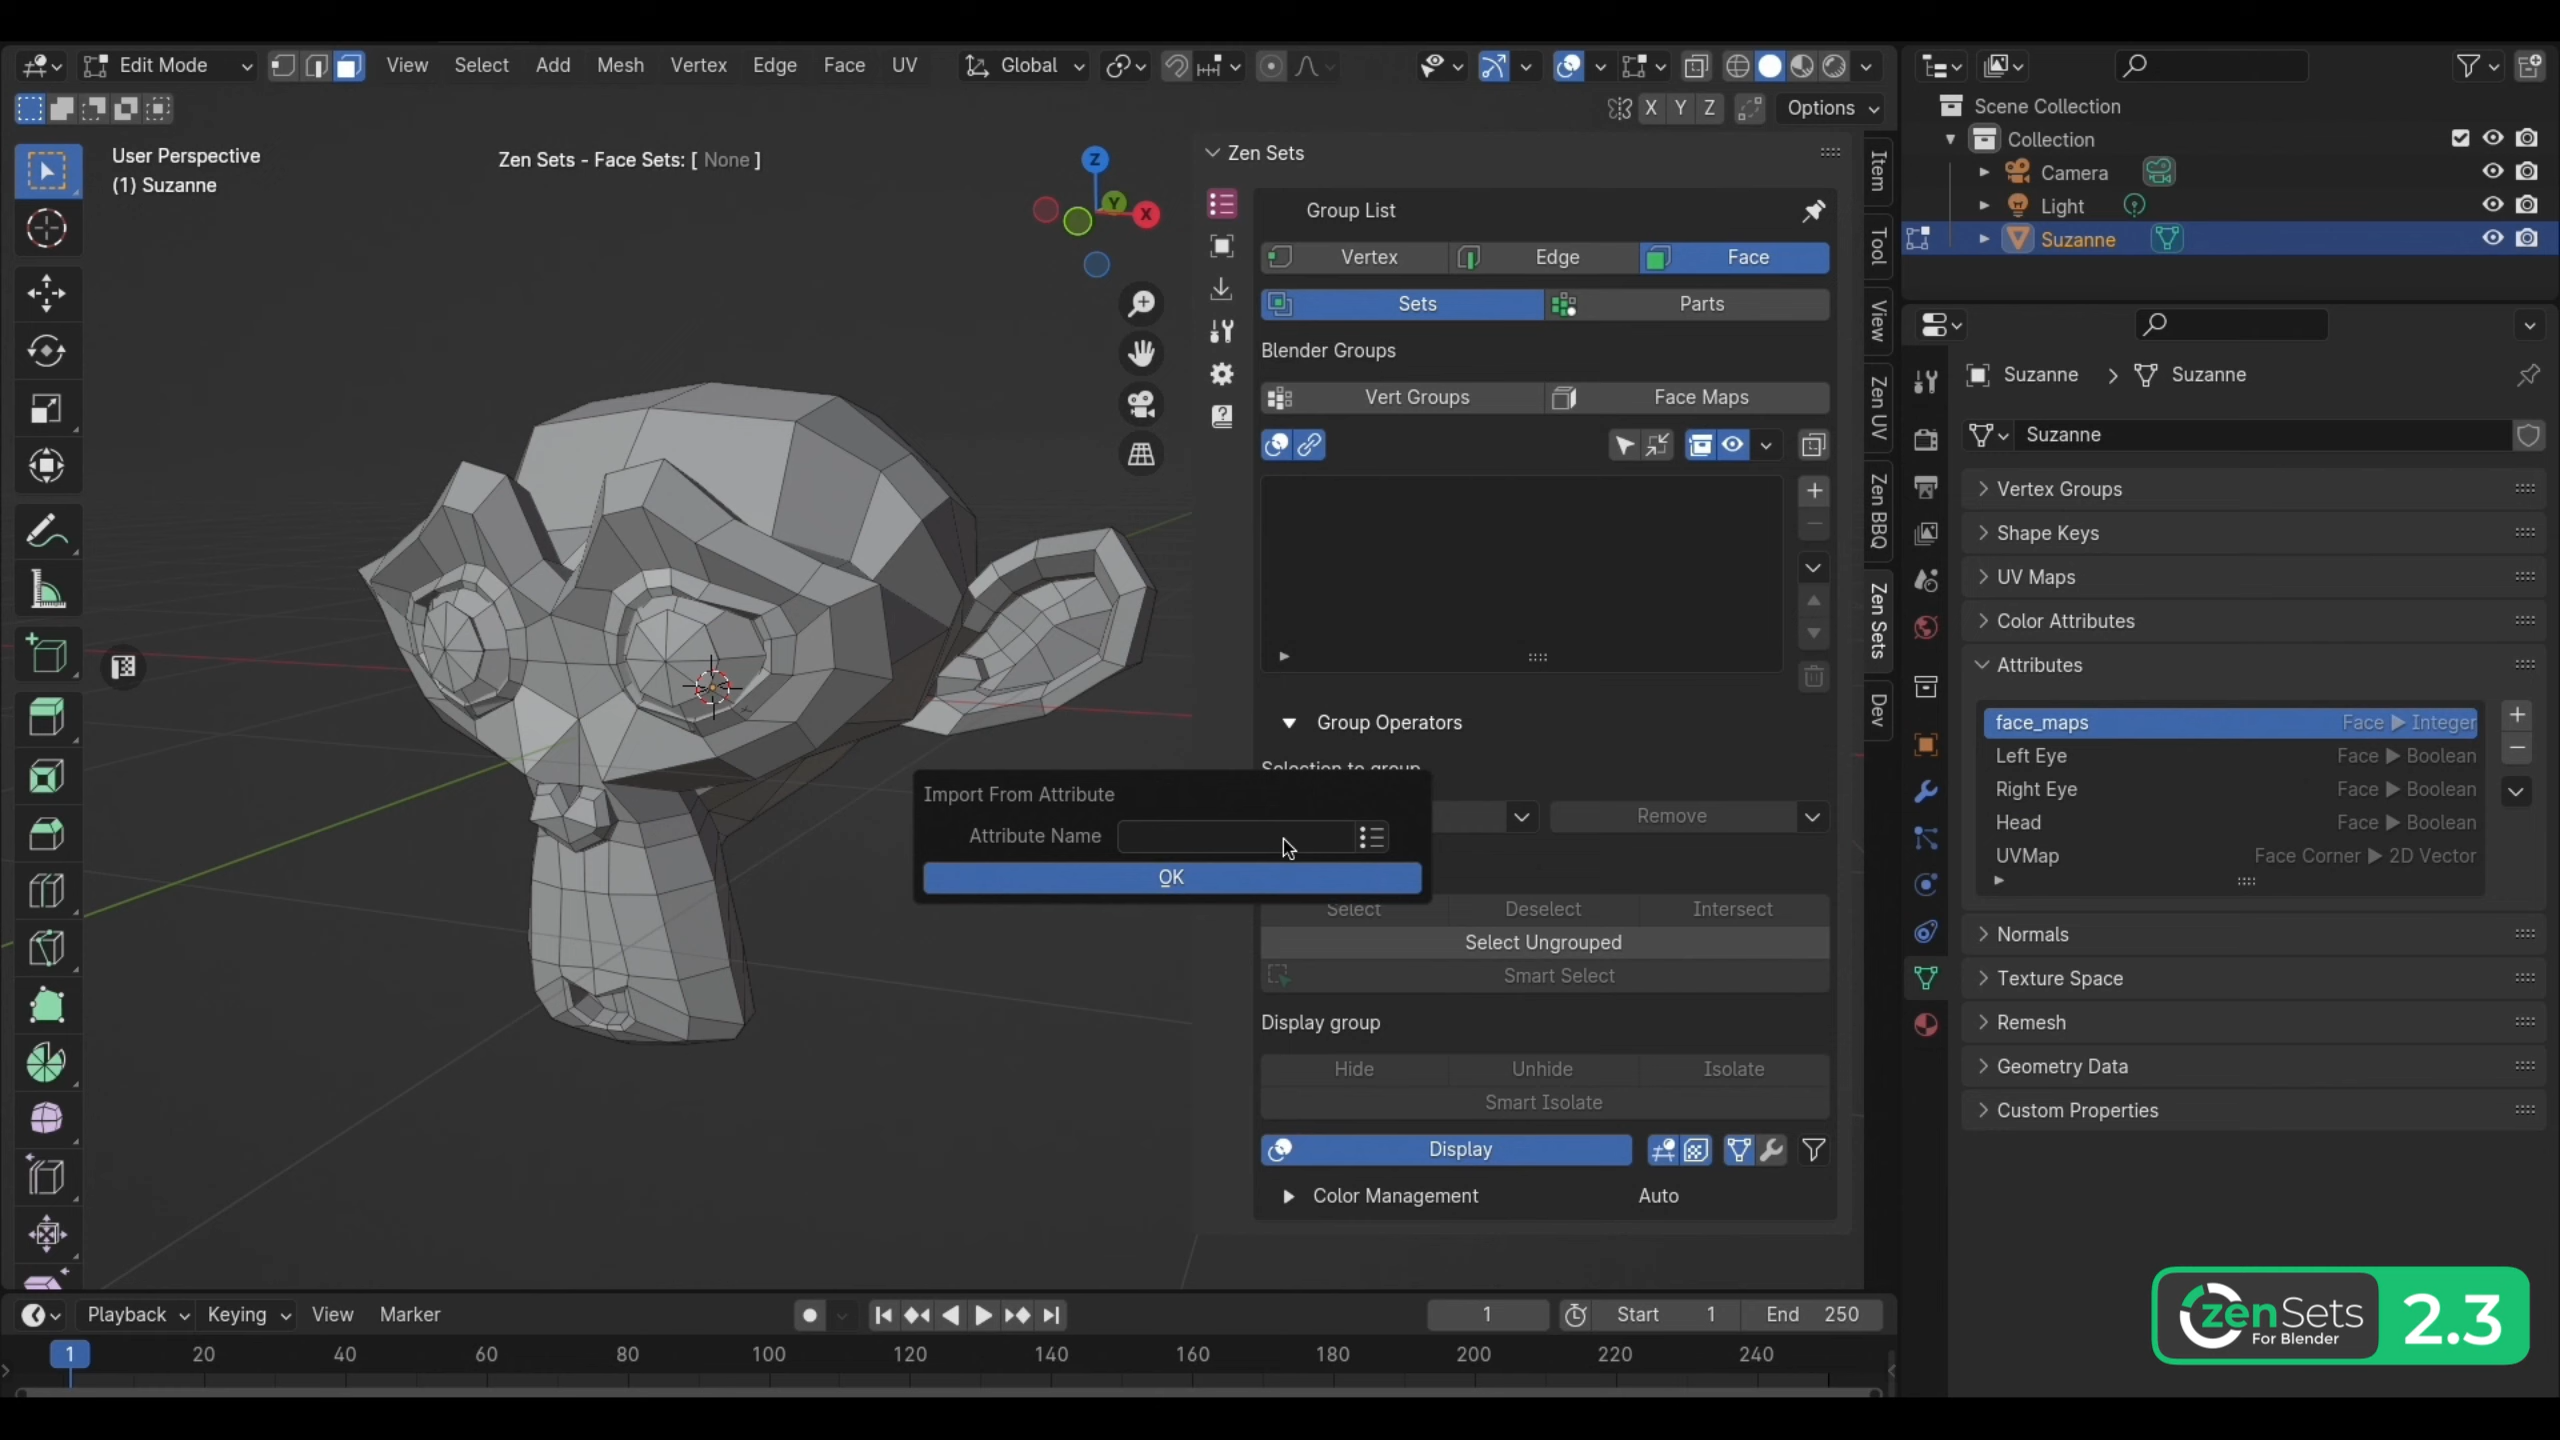 Edit Mode
View
Select
Add
Mesh
Vertex
Edge
Face
UV
Global
X Y Z
Options
User Perspective
(1) Suzanne
Zen Sets - Face Sets: [ None ]
Z
Y
X
Zen Sets
Group List
Vertex
Edge
Face
Sets
Parts
Blender Groups
Vert Groups
Face Maps
Group Operators
Selection to group
Import From Attribute
Attribute Name
OK
Remove
Select
Deselect
Intersect
Select Ungrouped
Smart Select
Display group
Hide
Unhide
Isolate
Smart Isolate
Display
Color Management
Auto
Item
Tool
View
Zen UV
Zen BBQ
Zen Sets
Dev
Scene Collection
Collection
Camera
Light
Suzanne
Suzanne
Suzanne
Suzanne
Vertex Groups
Shape Keys
UV Maps
Color Attributes
Attributes
face_maps Face ▶ Integer
Left Eye Face ▶ Boolean
Right Eye Face ▶ Boolean
Head Face ▶ Boolean
UVMap Face Corner ▶ 2D Vector
Normals
Texture Space
Remesh
Geometry Data
Custom Properties
Playback
Keying
View
Marker
1
Start 1
End 250
1 20 40 60 80 100 120 140 160 180 200 220 240
zen Sets
For Blender
2.3